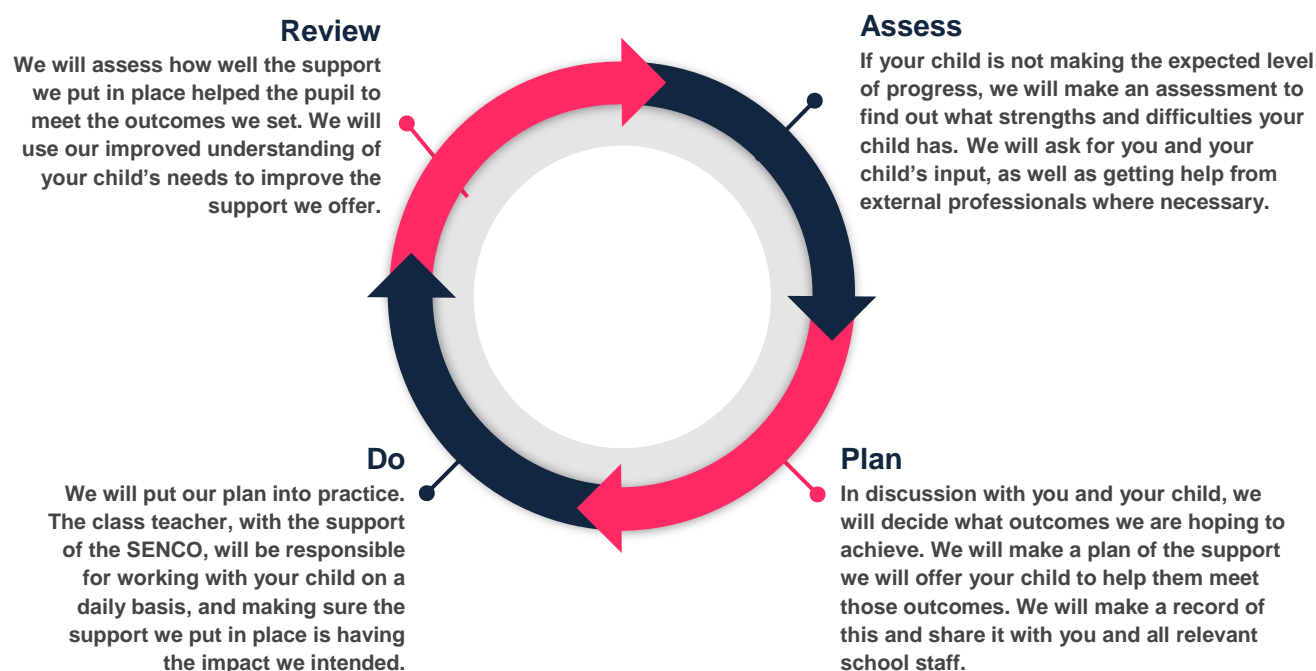 Review
We will assess how well the support
we put in place helped the pupil to
meet the outcomes we set. We will
use our improved understanding of
your child’s needs to improve the
support we offer.
Assess
If your child is not making the expected level
of progress, we will make an assessment to
find out what strengths and difficulties your
child has. We will ask for you and your
child’s input, as well as getting help from
external professionals where necessary.
Do
We will put our plan into practice.
The class teacher, with the support
of the SENCO, will be responsible
for working with your child on a
daily basis, and making sure the
support we put in place is having
the impact we intended.
Plan
In discussion with you and your child, we
will decide what outcomes we are hoping to
achieve. We will make a plan of the support
we will offer your child to help them meet
those outcomes. We will make a record of
this and share it with you and all relevant
school staff.